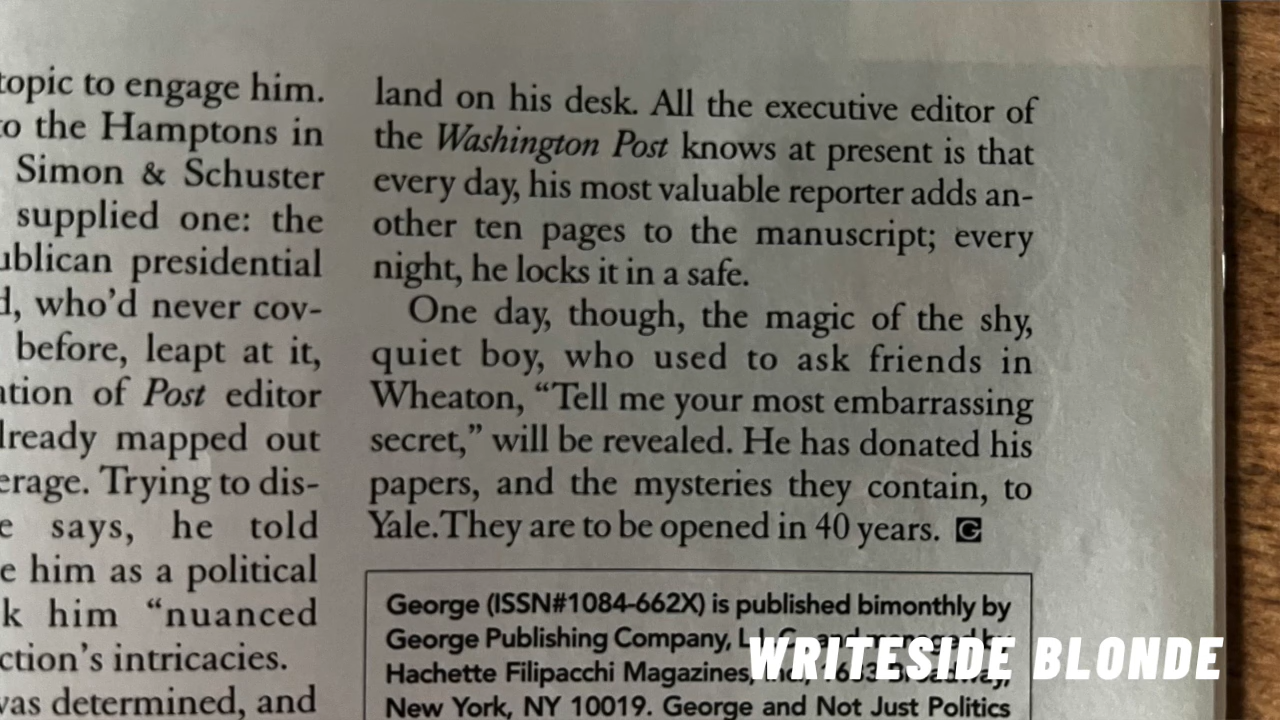 topic to engage him.
to the Hamptons in
Simon & Schuster
supplied one: the
ublican presidential
d, who'd never cov-
before, leapt at it,
ation of Post editor
lready mapped out
erage. Trying to dis-
e says, he told
e him as a political
k him “nuanced
ction's intricacies.
was determined, and
land on his desk. All the executive editor of
the Washington Post knows at present is that
every day, his most valuable reporter adds an-
other ten pages to the manuscript; every
night, he locks it in a safe.
One day, though, the magic of the shy,
quiet boy, who used to ask friends in
Wheaton, “Tell me your most embarrassing
secret,” will be revealed. He has donated his
papers, and the mysteries they contain, to
Yale. They are to be opened in 40 years. G
George (ISSN#1084-662X) is published bimonthly by
George Publishing Company, and managed by
Hachette Filipacchi Magazines,
New York, NY 10019. George and Not Just Politics
WRITESIDE BLONDE